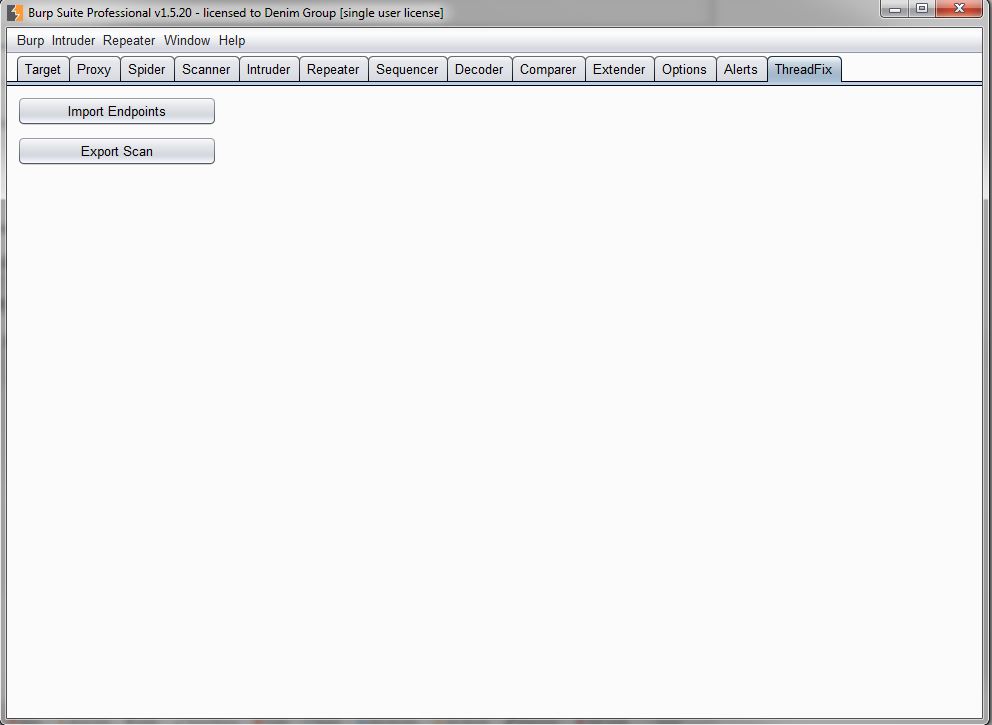 Burp Suite Professional v1.5.20 - licensed to Denim Group [single user license]
Burp Intruder Repeater Window Help
Target Proxy Spider Scanner Intruder Repeater Sequencer Decoder Comparer Extender Options Alerts ThreadFix
Import Endpoints
Export Scan